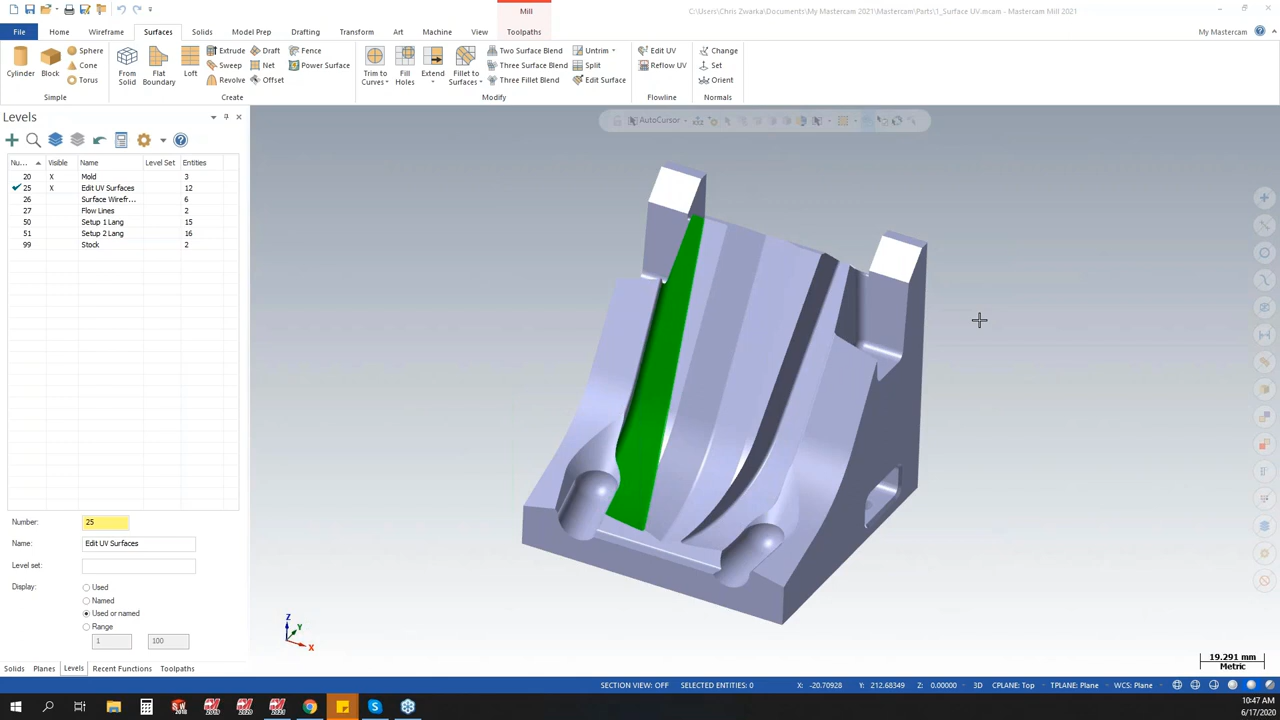 Mill
C:\Users\Chris Zwarka\Documents\My Mastercam 2021\Mastercam\Parts\1_Surface UV.mcam - Mastercam Mill 2021
File Home Wireframe Surfaces Solids Model Prep Drafting Transform Art Machine View Toolpaths My Mastercam
Cylinder Block Sphere Cone Torus
Simple
From Solid Flat Boundary Loft Extrude Sweep Revolve Draft Net Offset Fence Power Surface
Create
Trim to Curves Fill Holes Extend Fillet to Surfaces Two Surface Blend Three Surface Blend Three Fillet Blend Untrim Split Edit Surface
Modify
Edit UV Reflow UV
Flowline
Change Set Orient
Normals
Levels
AutoCursor
Nu... Visible Name Level Set Entities
20 X Mold 3
25 X Edit UV Surfaces 12
26 Surface Wirefr... 6
27 Flow Lines 2
50 Setup 1 Lang 15
51 Setup 2 Lang 16
99 Stock 2
Number: 25
Name: Edit UV Surfaces
Level set:
Display: Used
Named
Used or named
Range
1 100
Z
Y
X
19.291 mm
Metric
Solids Planes Levels Recent Functions Toolpaths
SECTION VIEW: OFF SELECTED ENTITIES: 0 X: -20.70928 Y: 212.68349 Z: 0.00000 3D CPLANE: Top TPLANE: Plane WCS: Plane
10:47 AM
6/17/2020